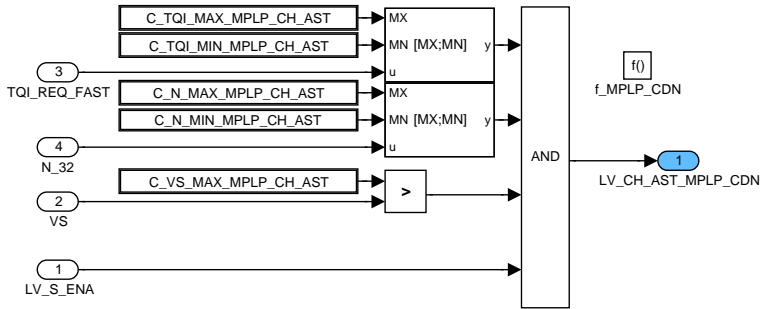 C_TQI_MAX_MPLP_CH_AST
MX
C_TQI_MIN_MPLP_CH_AST
MN [MX;MN] y
3
u
TQI_REQ_FAST
C_N_MAX_MPLP_CH_AST
MX
C_N_MIN_MPLP_CH_AST
MN [MX;MN] y
4
u
N_32
C_VS_MAX_MPLP_CH_AST
>
2
VS
1
LV_S_ENA
AND
f()
f_MPLP_CDN
1
LV_CH_AST_MPLP_CDN